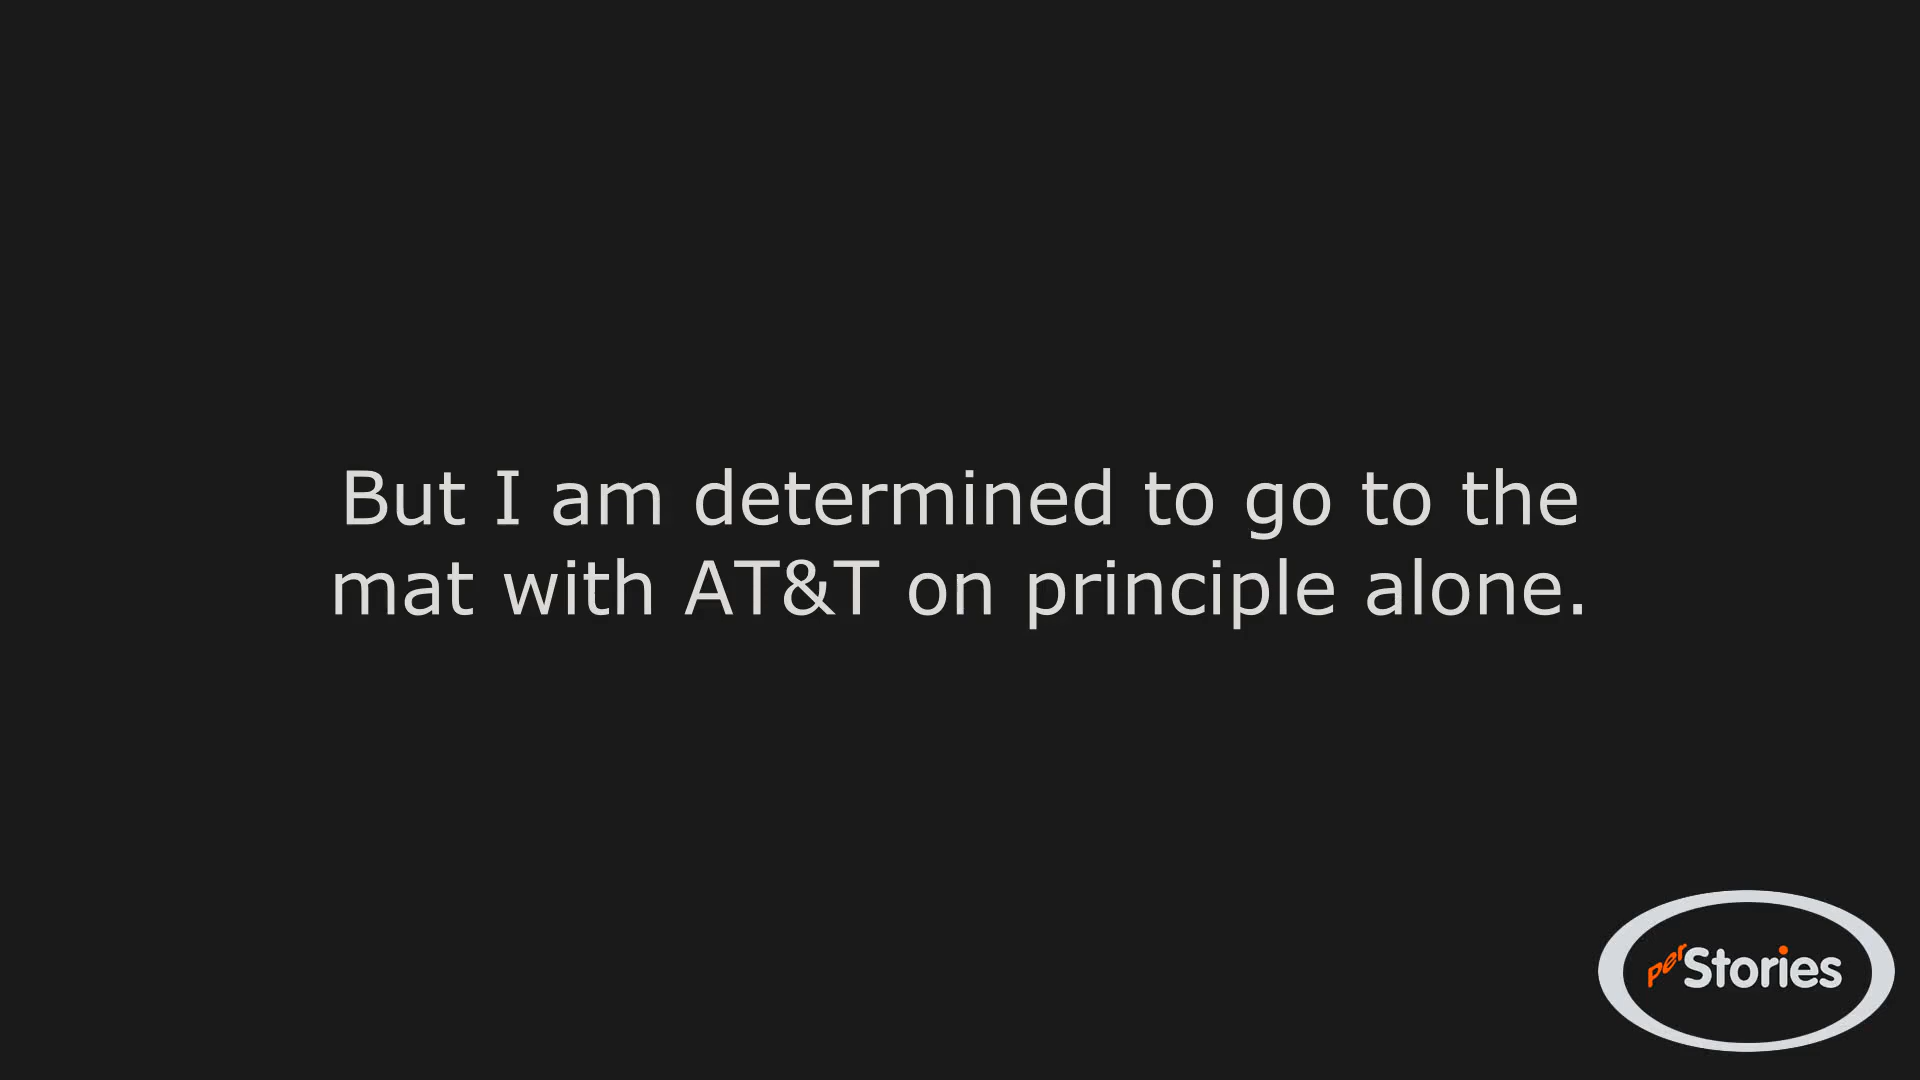 But I am determined to go to the
mat with AT&T on principle alone.
perStories